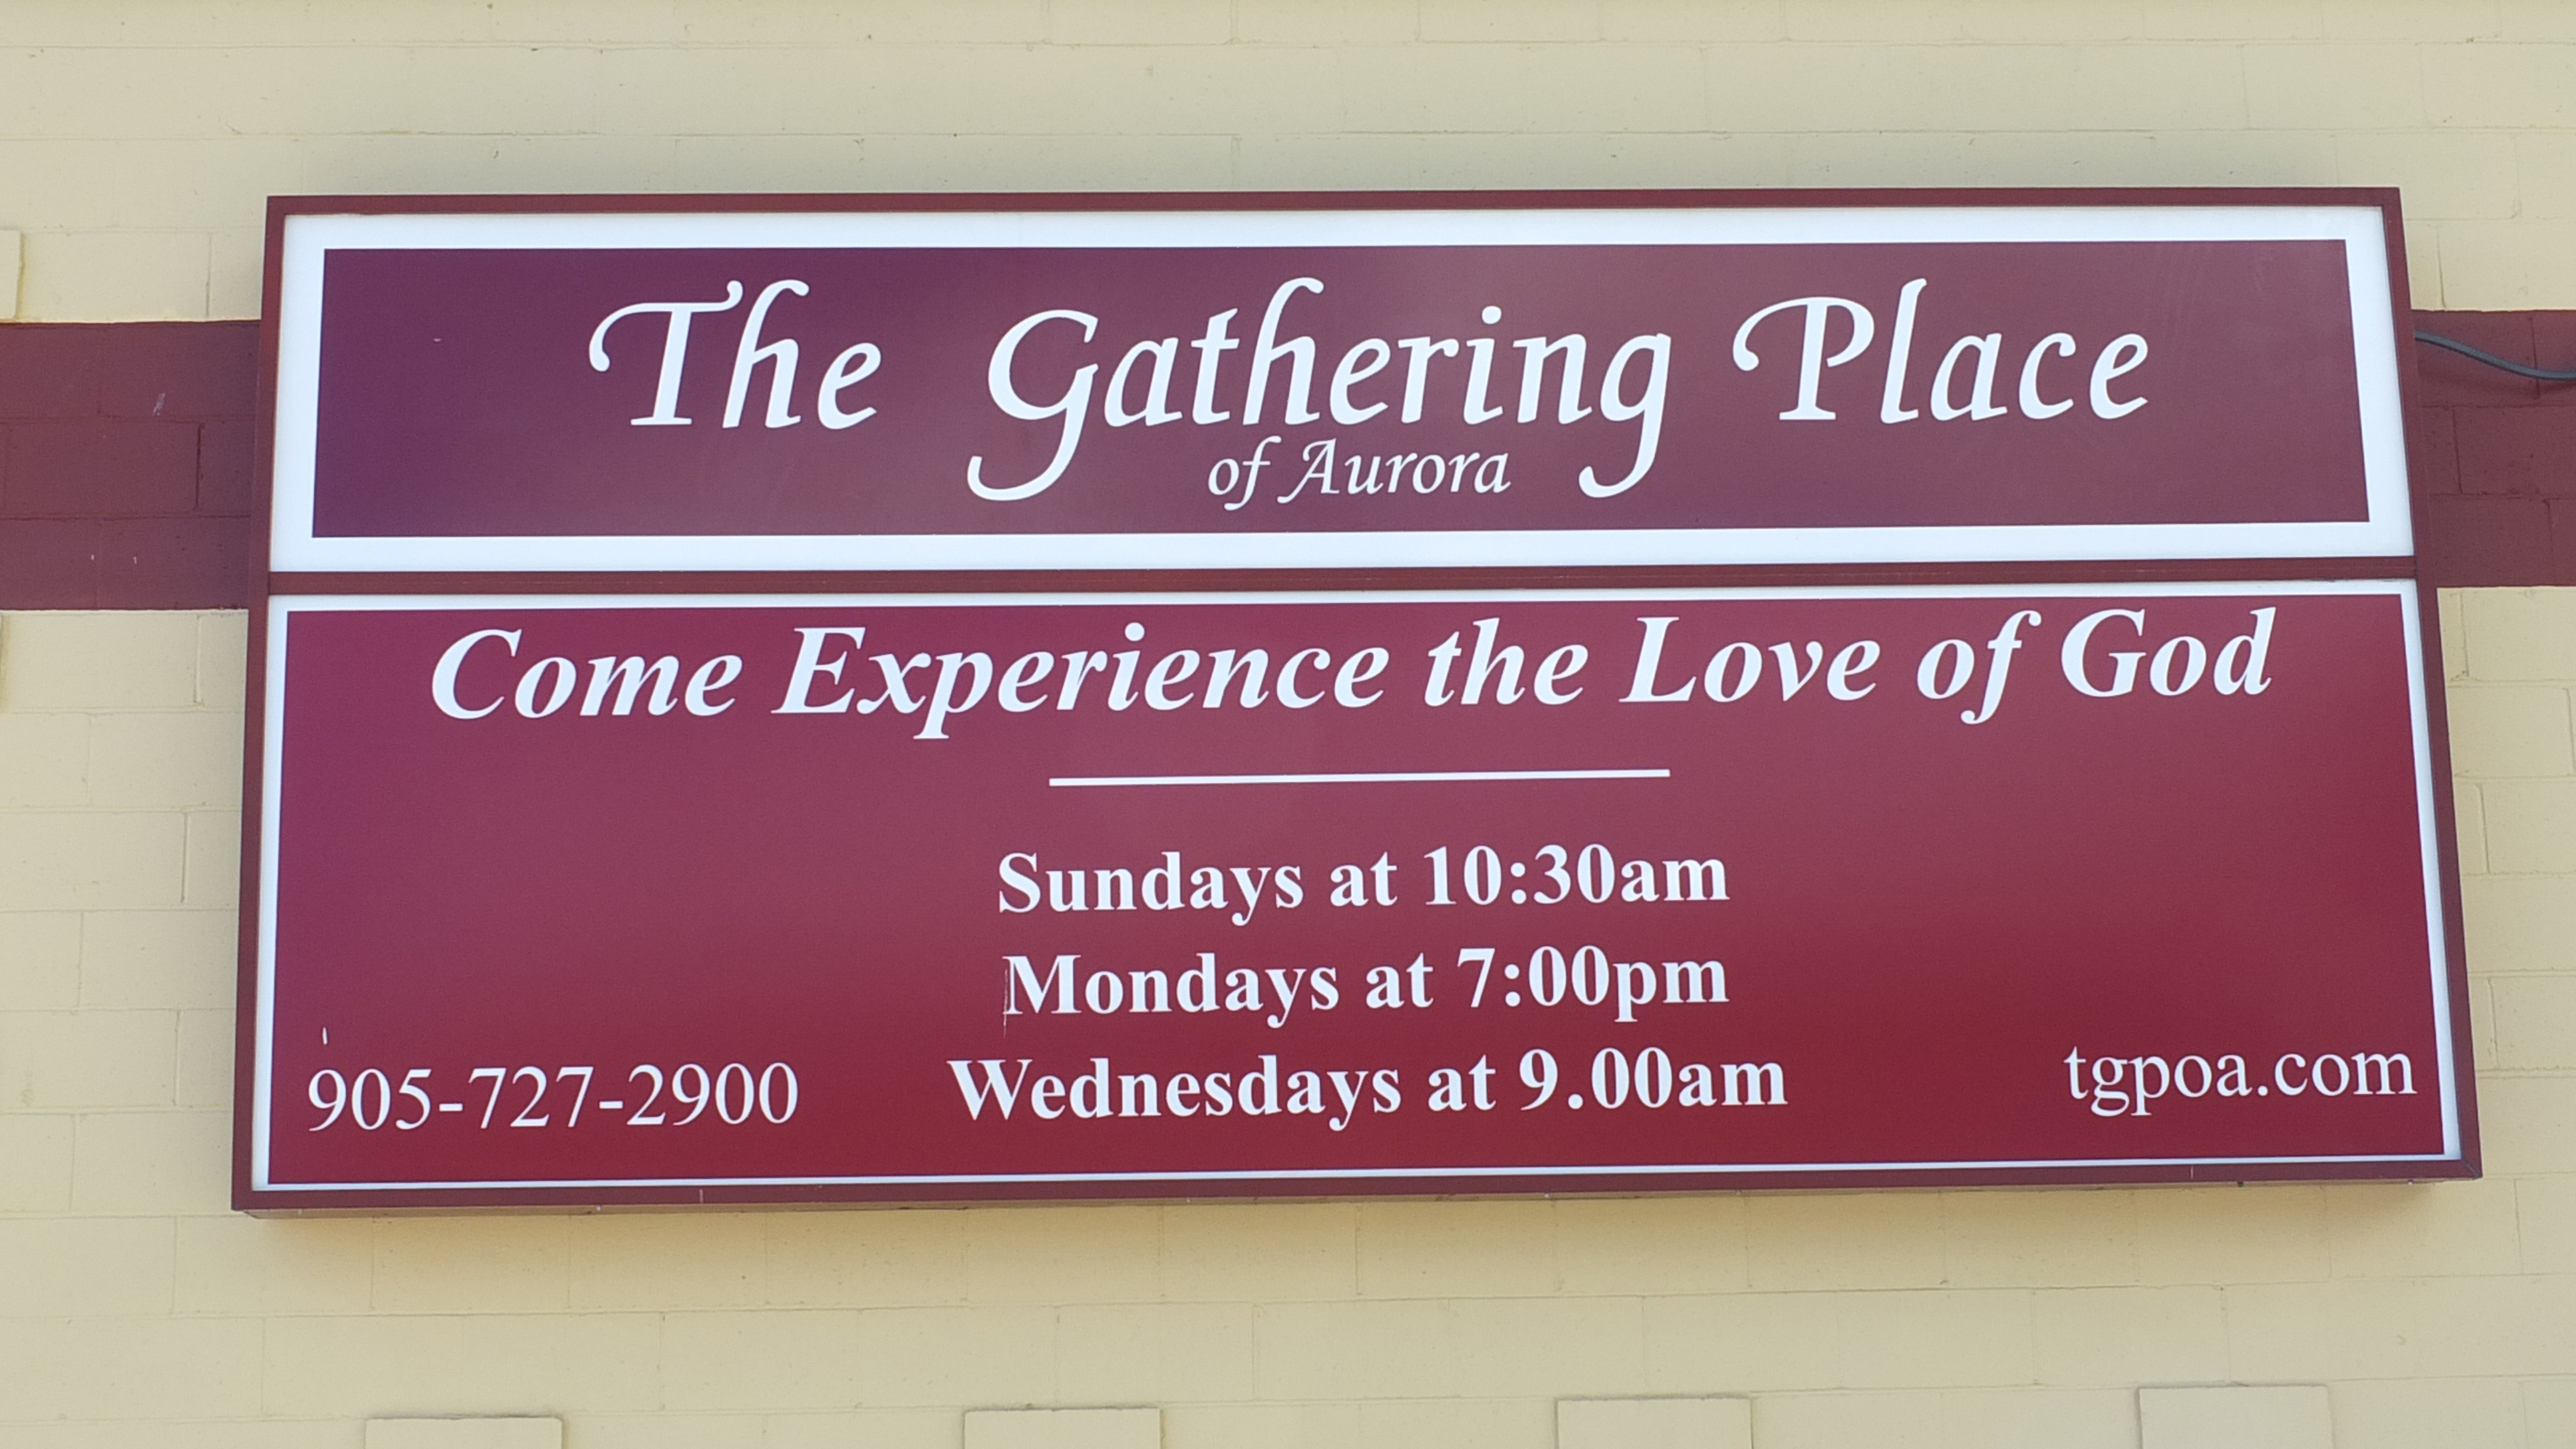 The Gathering Place
of Aurora
Come Experience the Love of God
Sundays at 10:30am
Mondays at 7:00pm
Wednesdays at 9.00am
905-727-2900
tgpoa.com